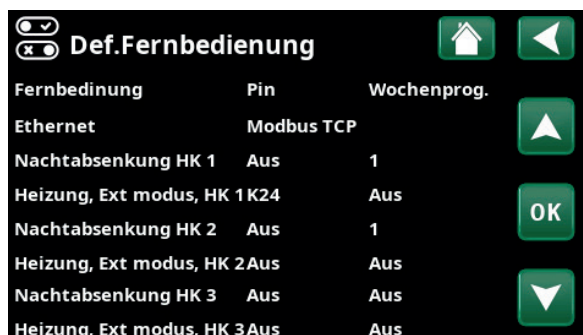 Def.Fernbedienung
Fernbedinung Pin Wochenprog.
Ethernet Modbus TCP
Nachtabsenkung HK 1 Aus 1
Heizung, Ext modus, HK 1 K24 Aus
OK
Nachtabsenkung HK 2 Aus 1
Heizung, Ext modus, HK 2 Aus Aus
Nachtabsenkung HK 3 Aus Aus
Heizung, Ext modus, HK 3 Aus Aus